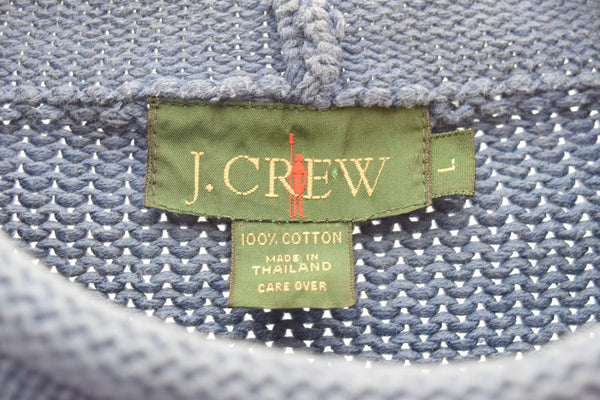 J. CREW
L
100% COTTON
MADE IN
THAILAND
CARE OVER